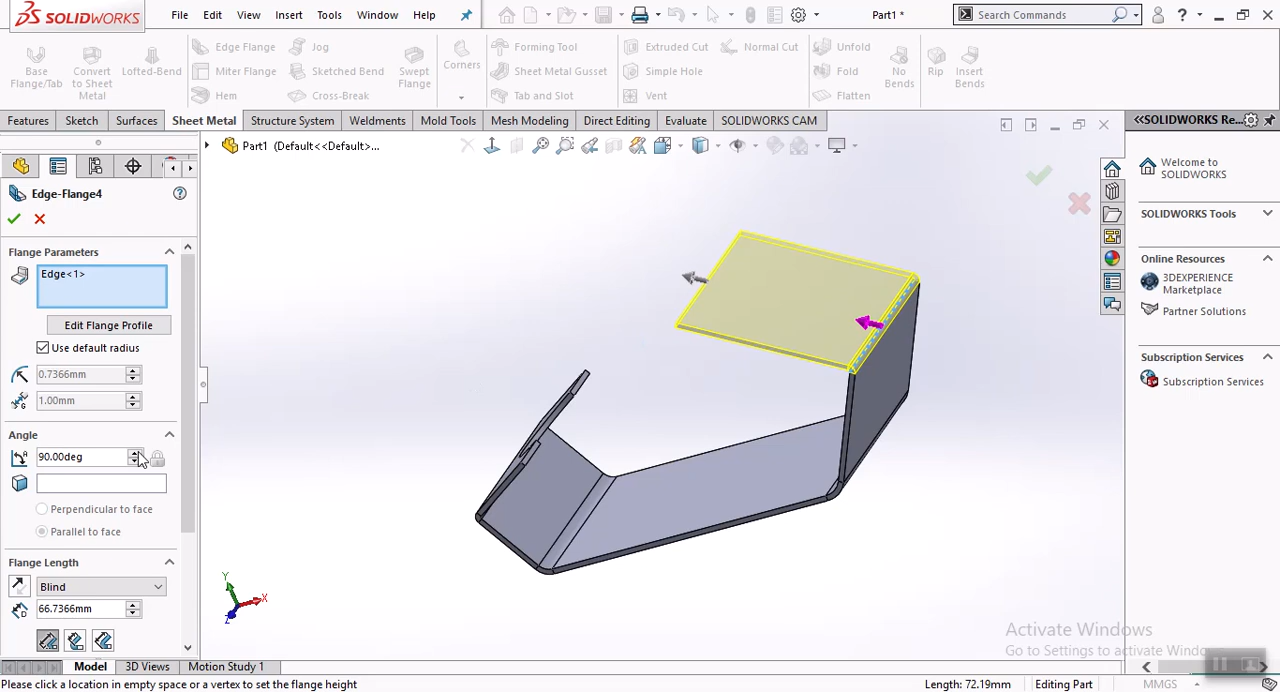 SOLIDWORKS File Edit View Insert Tools Window Help Part1 * Search Commands
Base Flange/Tab
Convert to Sheet Metal
Lofted-Bend
Edge Flange
Miter Flange
Hem
Jog
Sketched Bend
Cross-Break
Swept Flange
Corners
Forming Tool
Sheet Metal Gusset
Tab and Slot
Extruded Cut
Simple Hole
Vent
Normal Cut
Unfold
Fold
Flatten
No Bends
Rip
Insert Bends
Features Sketch Surfaces Sheet Metal Structure System Weldments Mold Tools Mesh Modeling Direct Editing Evaluate SOLIDWORKS CAM
Part1 (Default<<Default>...
Edge-Flange4
Flange Parameters
Edge<1>
Edit Flange Profile
Use default radius
0.7366mm
1.00mm
Angle
90.00deg
Perpendicular to face
Parallel to face
Flange Length
Blind
66.7366mm
Y
X
Z
<<SOLIDWORKS Re...
Welcome to
SOLIDWORKS
SOLIDWORKS Tools
Online Resources
3DEXPERIENCE
Marketplace
Partner Solutions
Subscription Services
Subscription Services
Activate Windows
Go to Settings to activate Windo
Model 3D Views Motion Study 1
Please click a location in empty space or a vertex to set the flange height
Length: 72.19mm Editing Part MMGS